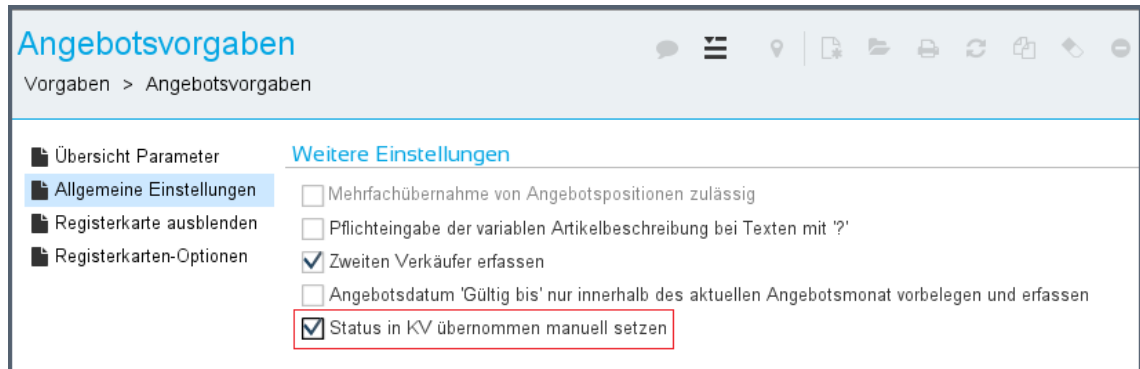 Angebotsvorgaben
Vorgaben > Angebotsvorgaben
Übersicht Parameter
Allgemeine Einstellungen
Registerkarte ausblenden
Registerkarten-Optionen
Weitere Einstellungen
Mehrfachübernahme von Angebotspositionen zulässig
Pflichteingabe der variablen Artikelbeschreibung bei Texten mit '?'
Zweiten Verkäufer erfassen
Angebotsdatum 'Gültig bis' nur innerhalb des aktuellen Angebotsmonat vorbelegen und erfassen
Status in KV übernommen manuell setzen